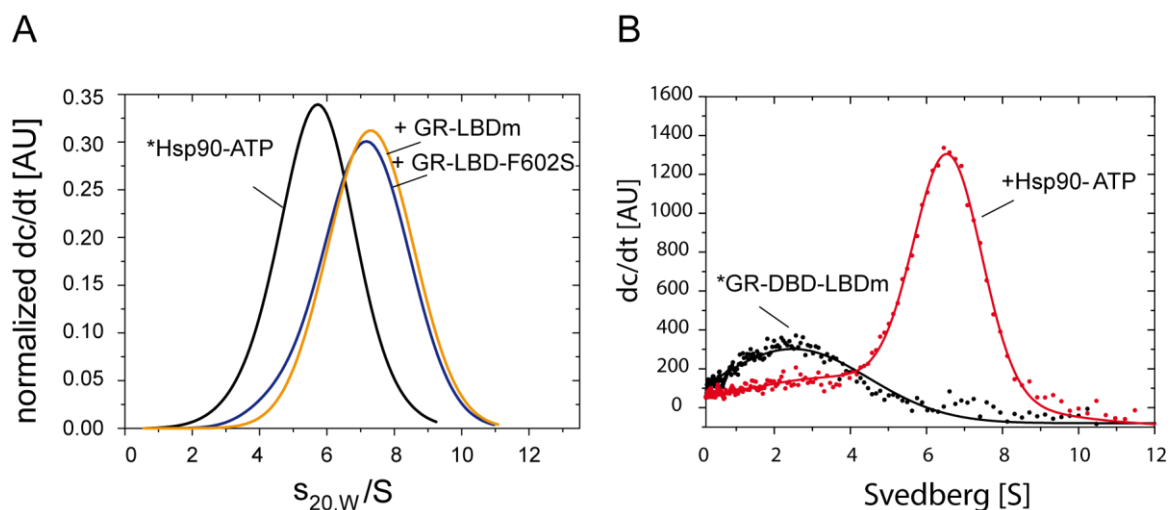 A
normalized dc/dt [AU]
0.35
0.30
0.25
0.20
0.15
0.10
0.05
0.00
*Hsp90-ATP
+ GR-LBDm
+ GR-LBD-F602S
0 2 4 6 8 10 12
s20,W/S
B
dc/dt [AU]
1600
1400
1200
1000
800
600
400
200
0
+Hsp90-ATP
*GR-DBD-LBDm
0 2 4 6 8 10 12
Svedberg [S]